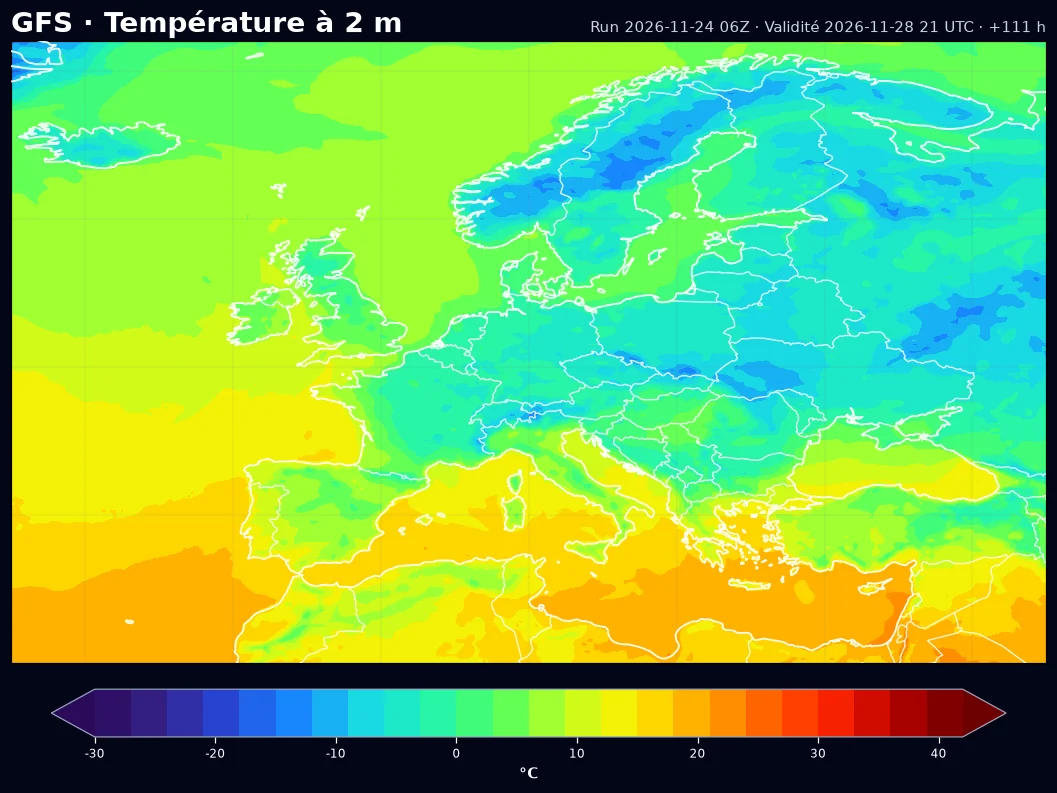 GFS · Température à 2 m
Run 2026-11-24 06Z · Validité 2026-11-28 21 UTC · +111 h
-30 -20 -10 0 10 20 30 40
°C